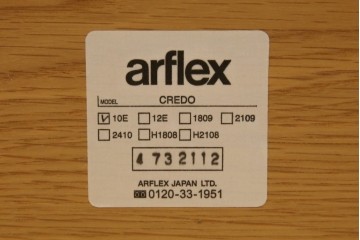 arflex
MODEL CREDO
☑ 10E ☐ 12E ☐ 1809 ☐ 2109
☐ 2410 ☐ H1808 ☐ H2108
4732112
ARFLEX JAPAN LTD.
0120-33-1951